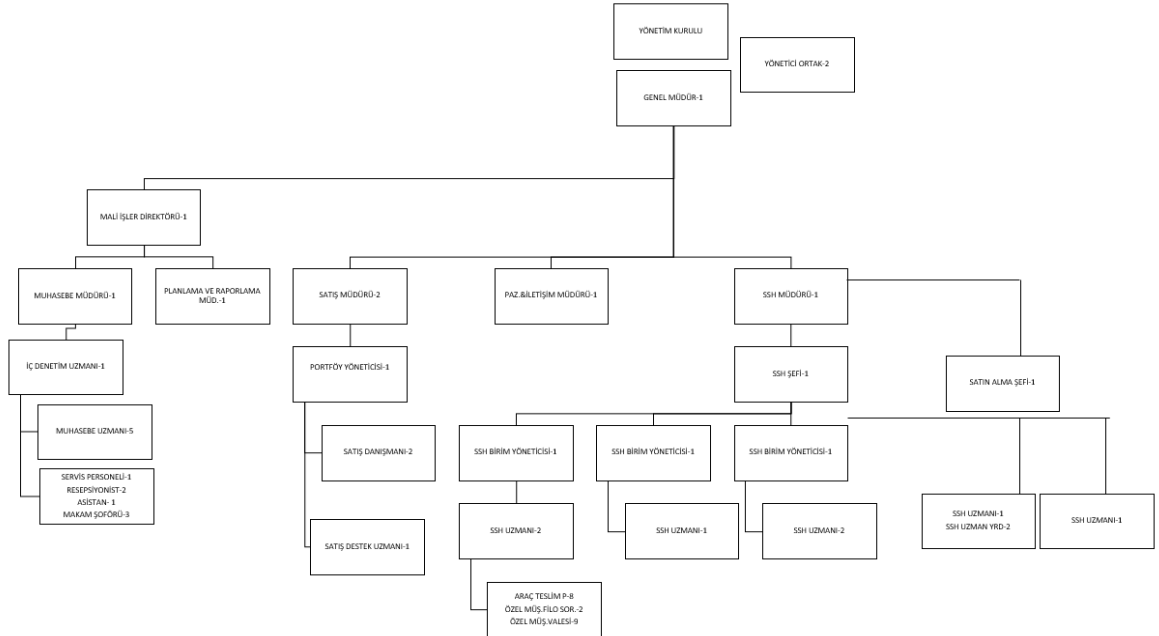 YÖNETİM KURULU
YÖNETİCİ ORTAK-2
GENEL MÜDÜR-1
MALİ İŞLER DİREKTÖRÜ-1
MUHASEBE MÜDÜRÜ-1
PLANLAMA VE RAPORLAMA
MÜD.-1
SATIŞ MÜDÜRÜ-2
PAZ.&İLETİŞİM MÜDÜRÜ-1
SSH MÜDÜRÜ-1
İÇ DENETİM UZMANI-1
PORTFÖY YÖNETİCİSİ-1
SSH ŞEFİ-1
SATIN ALMA ŞEFİ-1
MUHASEBE UZMANI-5
SATIŞ DANIŞMANI-2
SSH BİRİM YÖNETİCİSİ-1
SSH BİRİM YÖNETİCİSİ-1
SSH BİRİM YÖNETİCİSİ-1
SERVİS PERSONELİ-1
RESEPSİYONİST-2
ASİSTAN- 1
MAKAM ŞOFÖRÜ-3
SATIŞ DESTEK UZMANI-1
SSH UZMANI-2
SSH UZMANI-1
SSH UZMANI-2
SSH UZMANI-1
SSH UZMAN YRD-2
SSH UZMANI-1
ARAÇ TESLİM P-8
ÖZEL MÜŞ.FİLO SOR.-2
ÖZEL MÜŞ.VALESİ-9